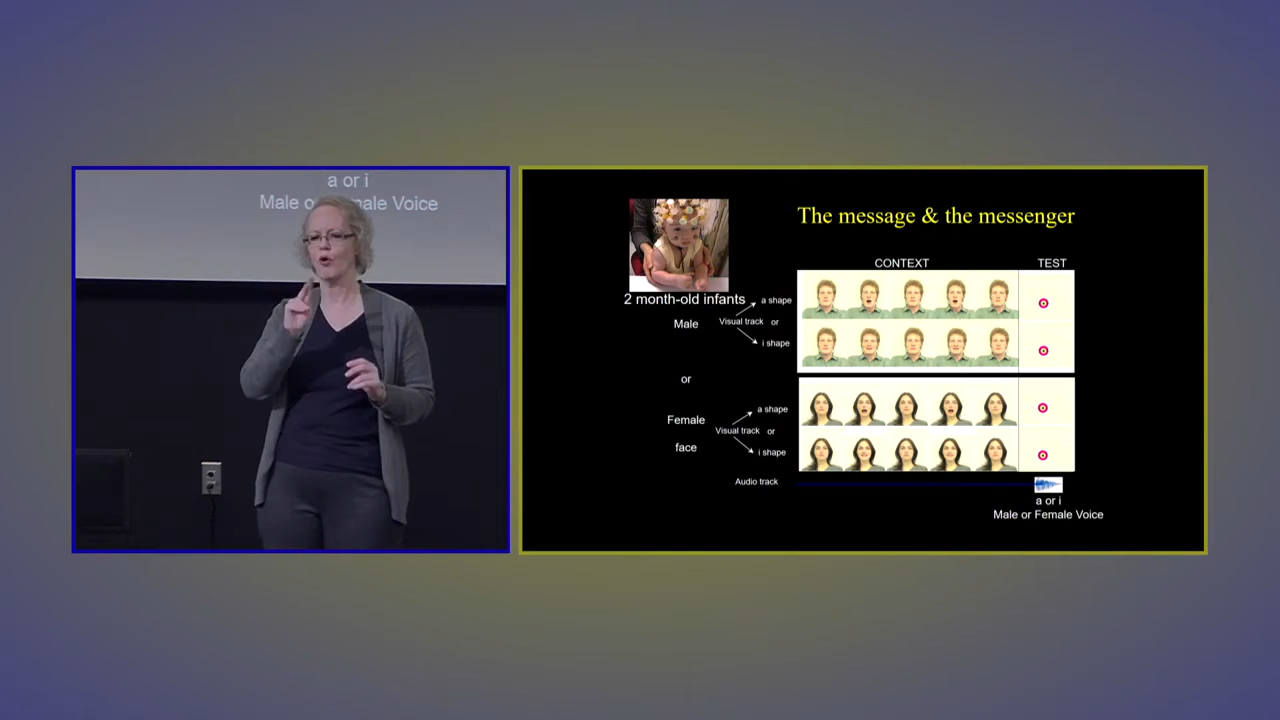 a or i
Male o male Voice
The message & the messenger
CONTEXT TEST
2 month-old infants
a shape
Male
Visual track or
i shape
or
a shape
Female
Visual track or
face
i shape
Audio track
a or i
Male or Female Voice